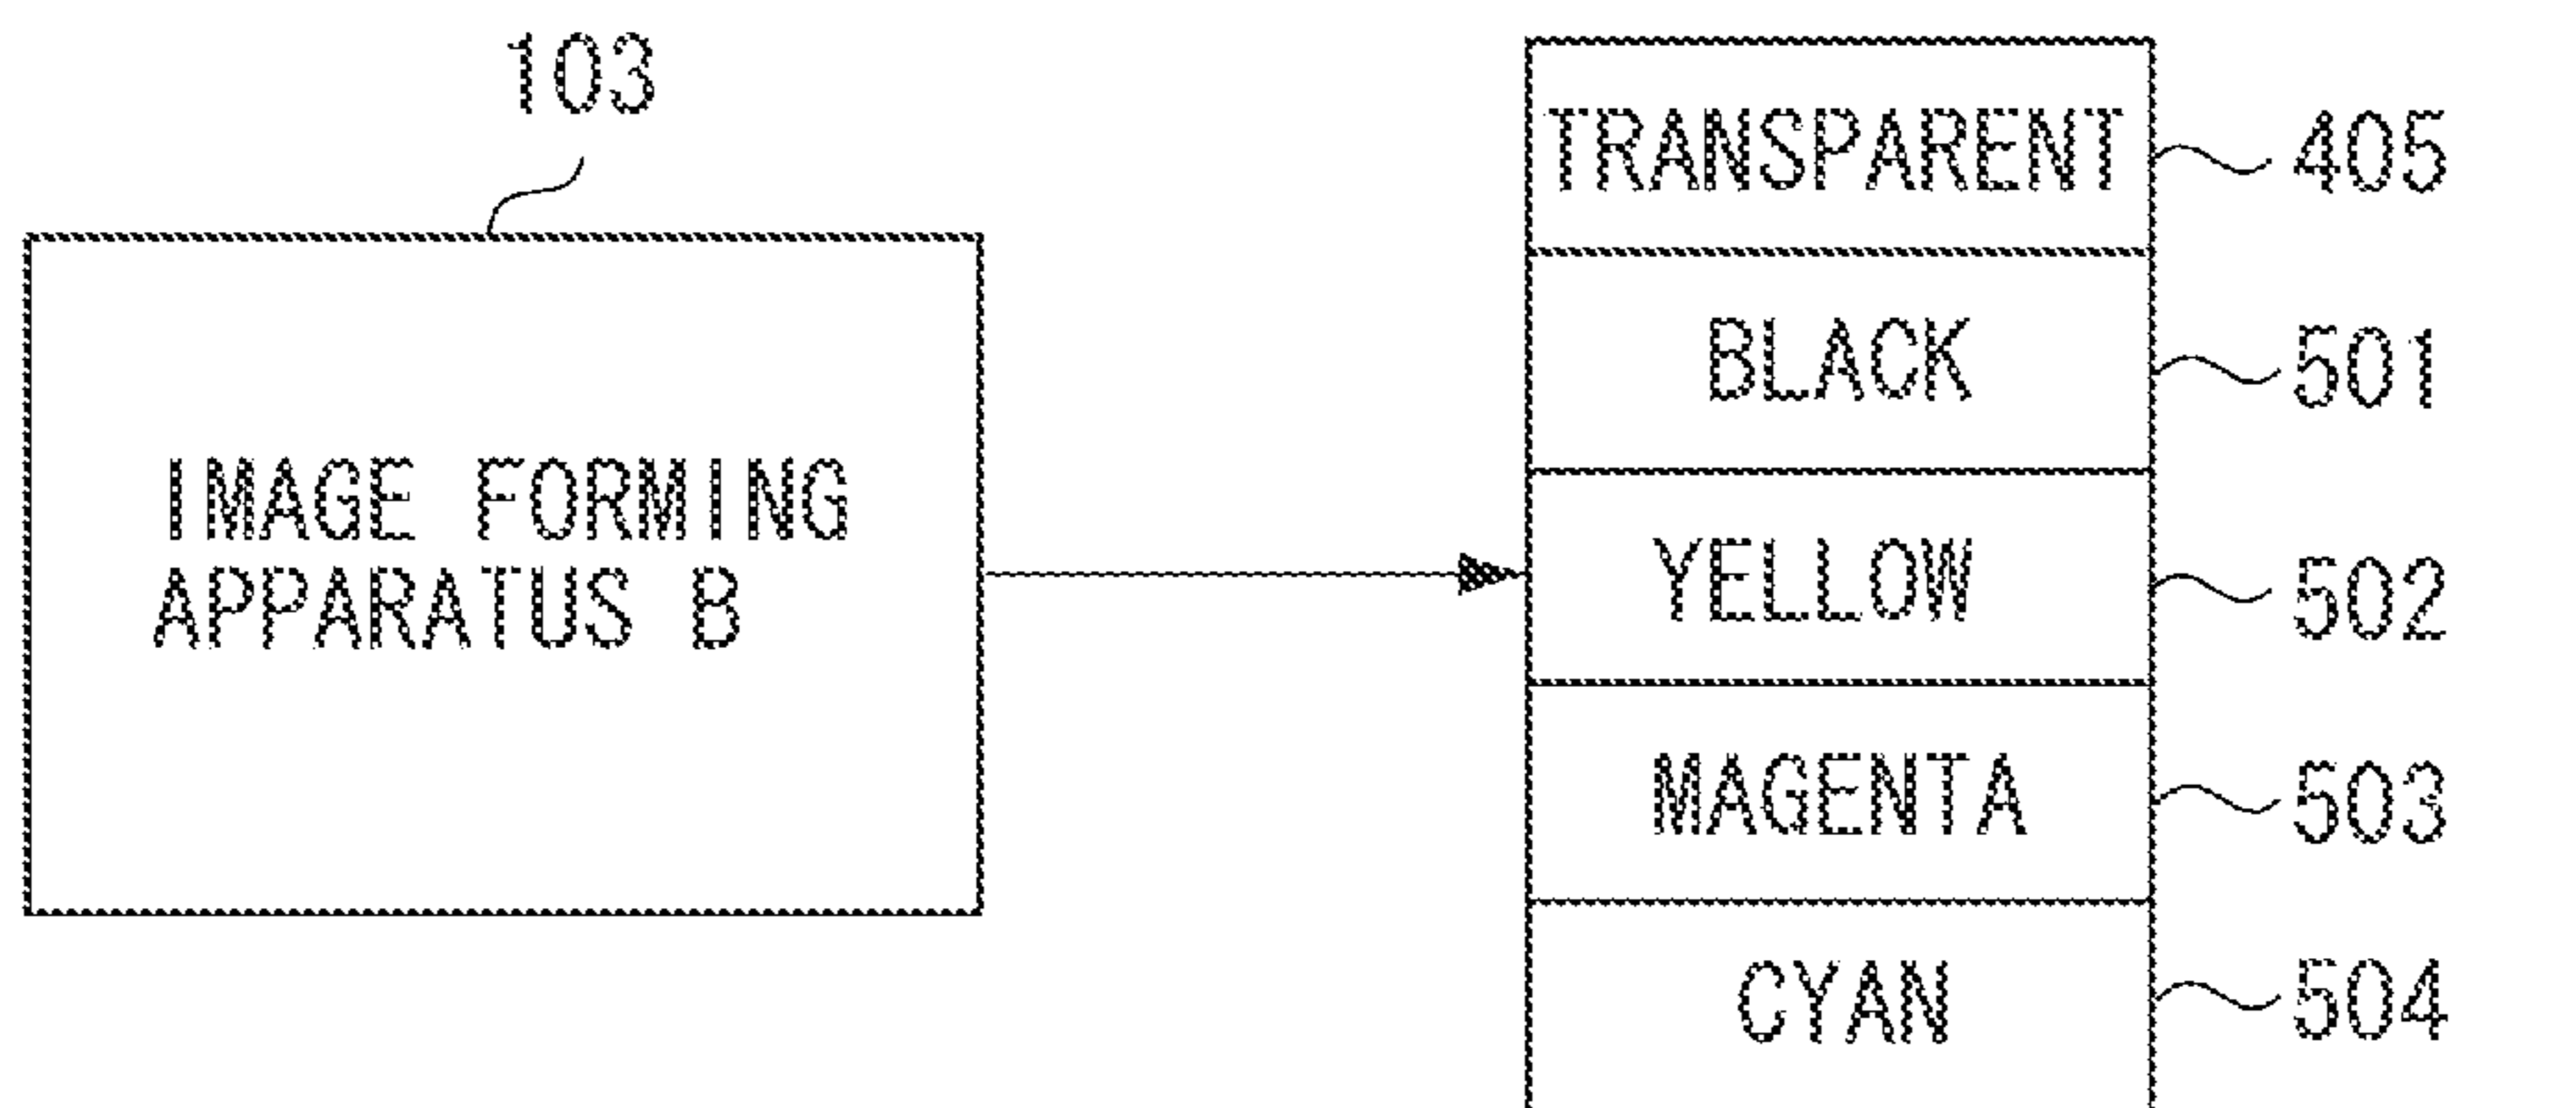 103
IMAGE FORMING
APPARATUS B
TRANSPARENT 405
BLACK 501
YELLOW 502
MAGENTA 503
CYAN 504